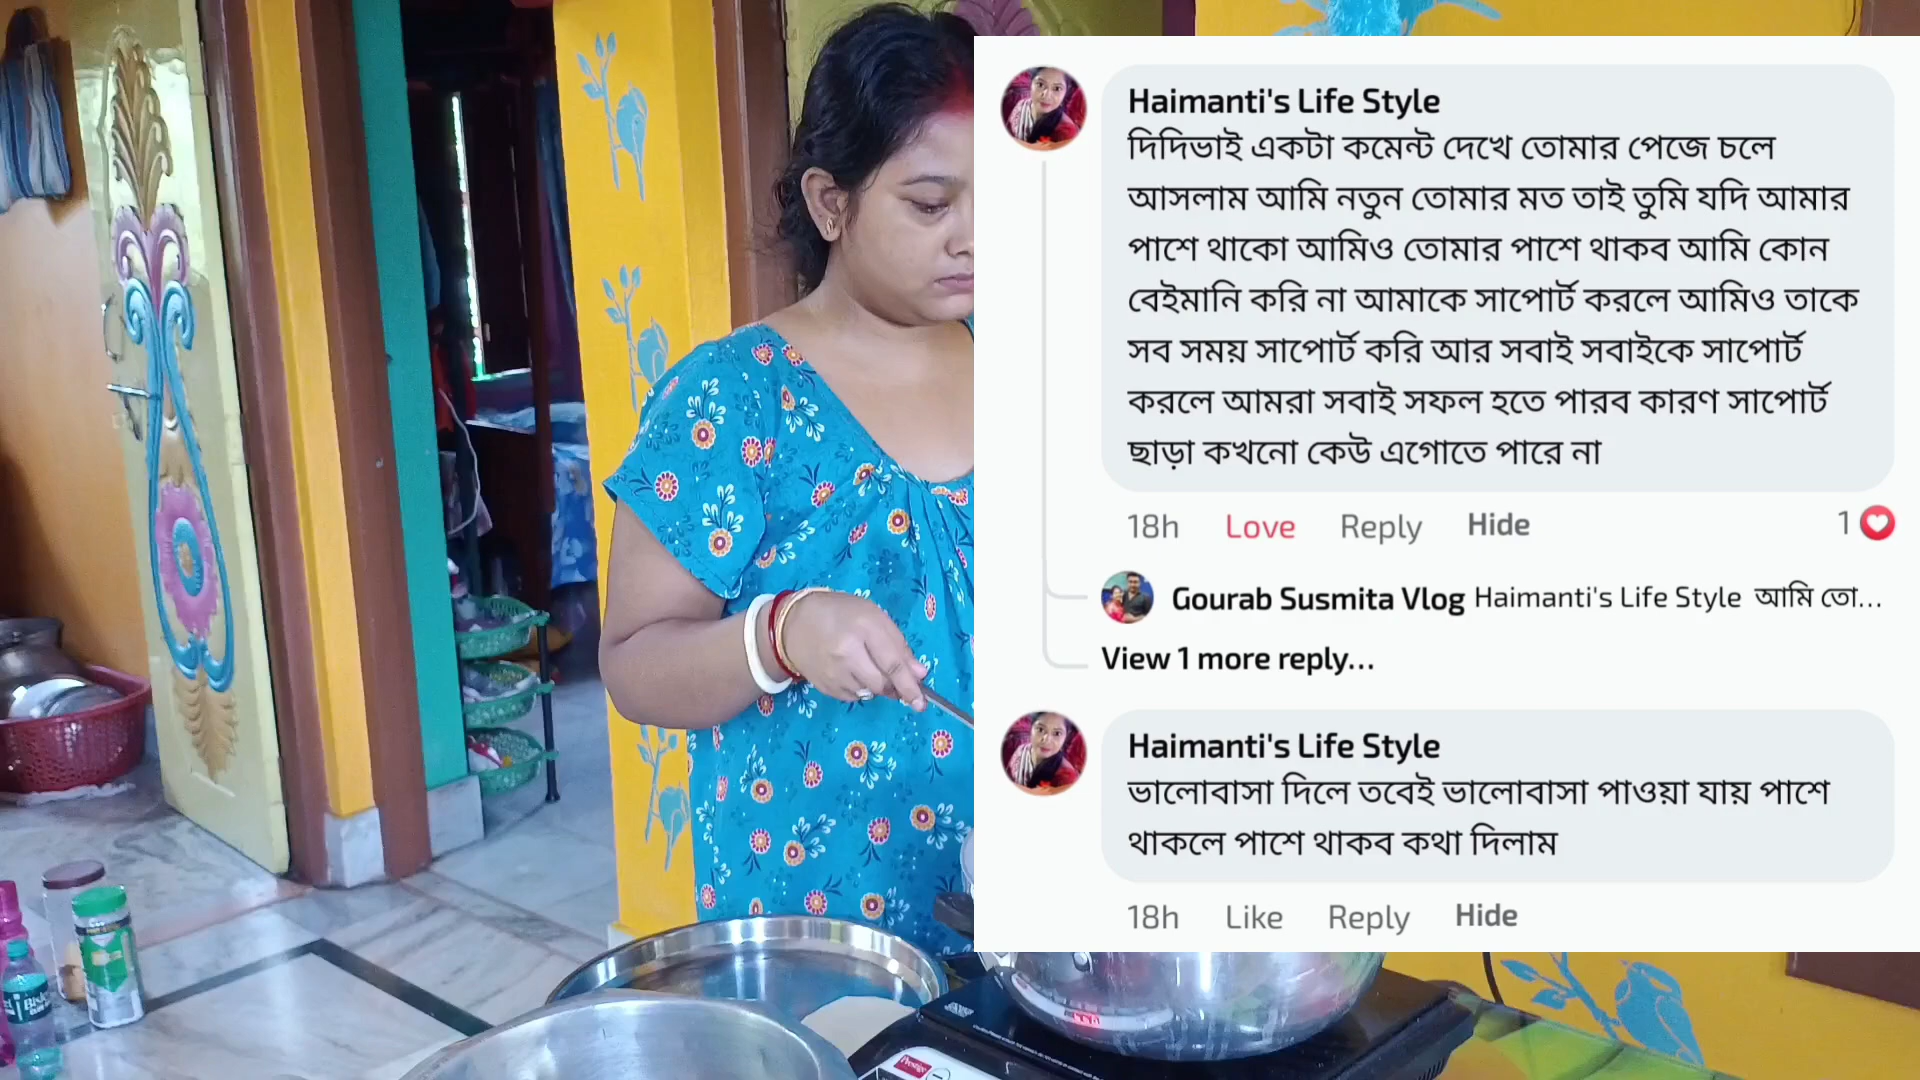 Haimanti's Life Style
দিদিভাই একটা কমেন্ট দেখে তোমার পেজে চলে
আসলাম আমি নতুন তোমার মত তাই তুমি যদি আমার
পাশে থাকো আমিও তোমার পাশে থাকব আমি কোন
বেইমানি করি না আমাকে সাপোর্ট করলে আমিও তাকে
সব সময় সাপোর্ট করি আর সবাই সবাইকে সাপোর্ট
করলে আমরা সবাই সফল হতে পারব কারণ সাপোর্ট
ছাড়া কখনো কেউ এগোতে পারে না
18h Love Reply Hide 1
Gourab Susmita Vlog Haimanti's Life Style আমি তো...
View 1 more reply...
Haimanti's Life Style
ভালোবাসা দিলে তবেই ভালোবাসা পাওয়া যায় পাশে
থাকলে পাশে থাকব কথা দিলাম
18h Like Reply Hide
Prestige